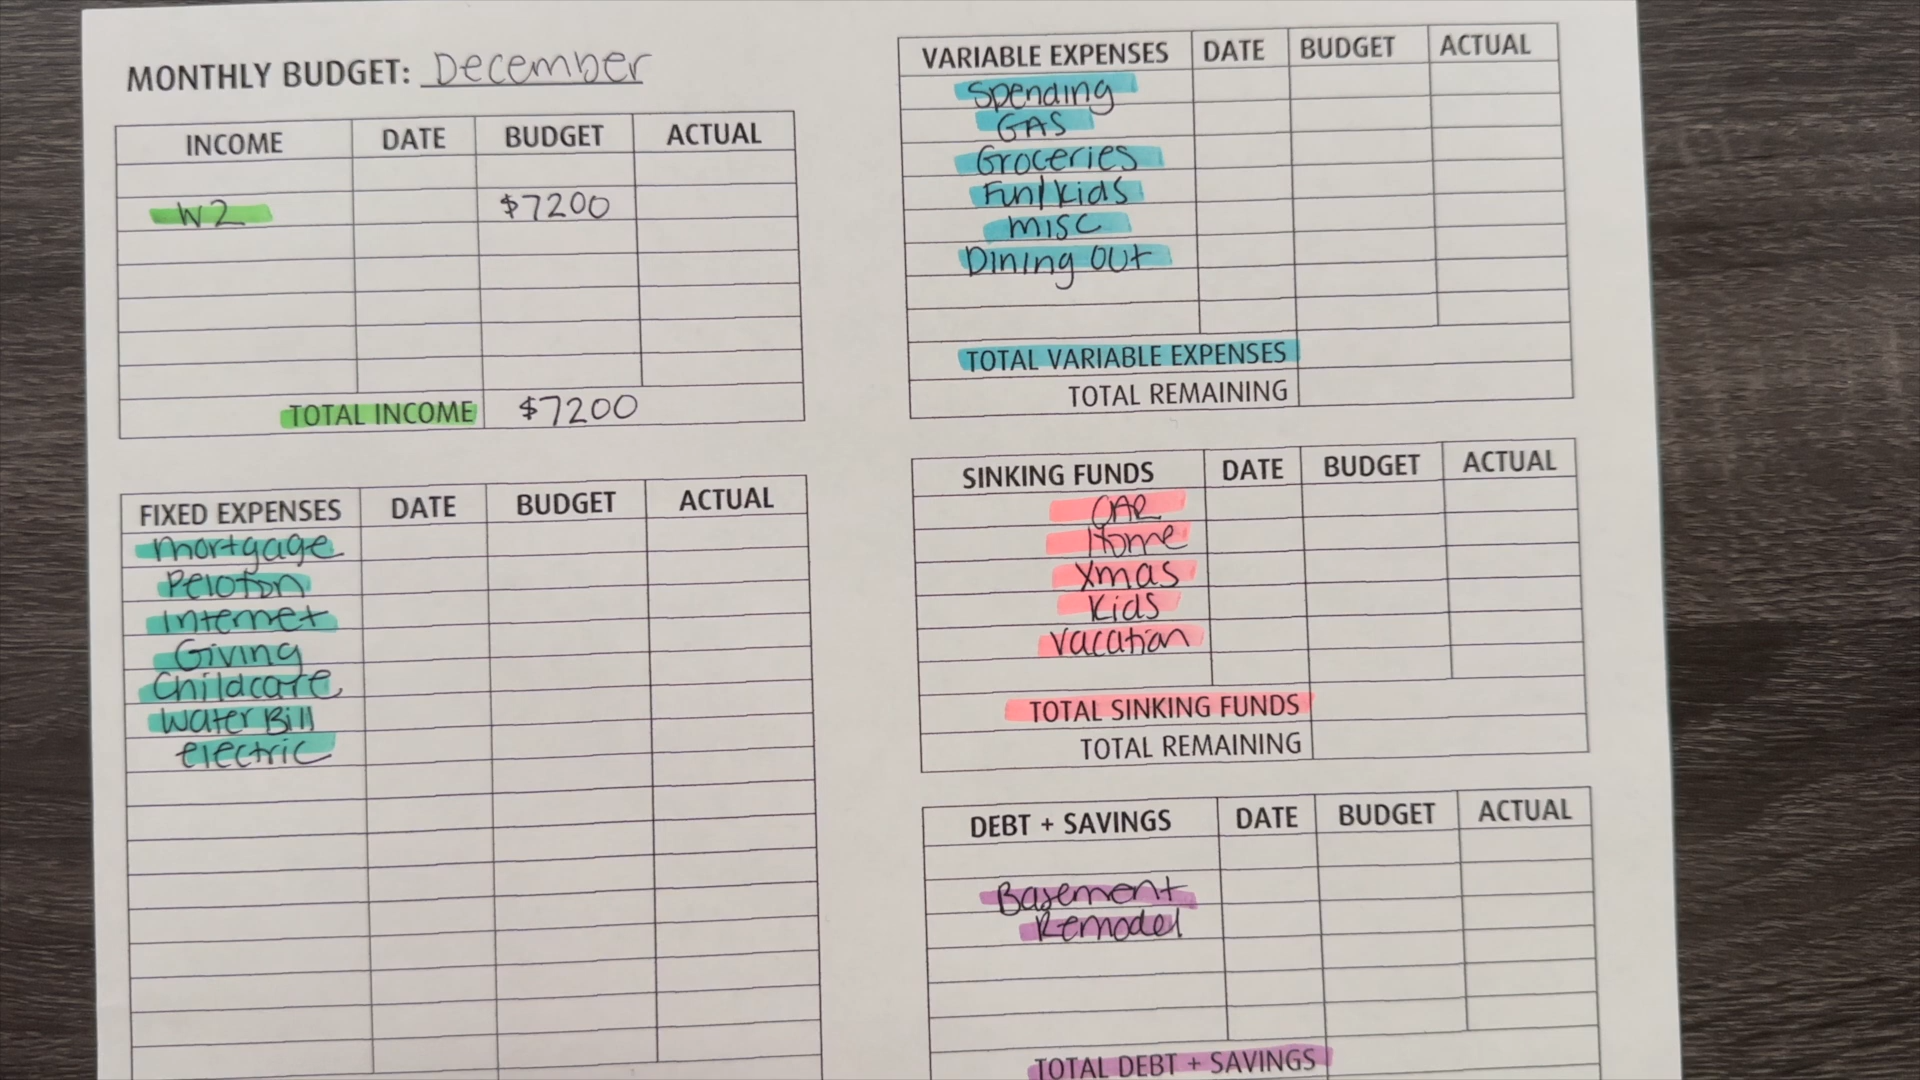 MONTHLY BUDGET: December
INCOME DATE BUDGET ACTUAL
W2 $7200
TOTAL INCOME $7200
FIXED EXPENSES DATE BUDGET ACTUAL
mortgage
Peloton
Internet
Giving
Childcare
Water Bill
electric
VARIABLE EXPENSES DATE BUDGET ACTUAL
Spending
GAS
Groceries
Fun/Kids
misc
Dining Out
TOTAL VARIABLE EXPENSES
TOTAL REMAINING
SINKING FUNDS DATE BUDGET ACTUAL
CAR
Home
Xmas
Kids
Vacation
TOTAL SINKING FUNDS
TOTAL REMAINING
DEBT + SAVINGS DATE BUDGET ACTUAL
Basement
Remodel
TOTAL DEBT + SAVINGS